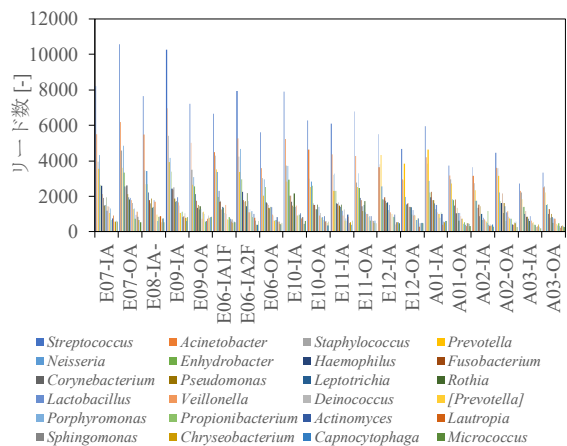 12000
10000
8000
6000
4000
2000
0
リード数 [-]
E07-IA
E07-OA
E08-IA-
E09-IA
E09-OA
E06-IA1F
E06-IA2F
E06-OA
E10-IA
E10-OA
E11-IA
E11-OA
E12-IA
E12-OA
A01-IA
A01-OA
A02-IA
A02-OA
A03-IA
A03-OA
Streptococcus Acinetobacter Staphylococcus Prevotella
Neisseria Enhydrobacter Haemophilus Fusobacterium
Corynebacterium Pseudomonas Leptotrichia Rothia
Lactobacillus Veillonella Deinococcus [Prevotella]
Porphyromonas Propionibacterium Actinomyces Lautropia
Sphingomonas Chryseobacterium Capnocytophaga Micrococcus